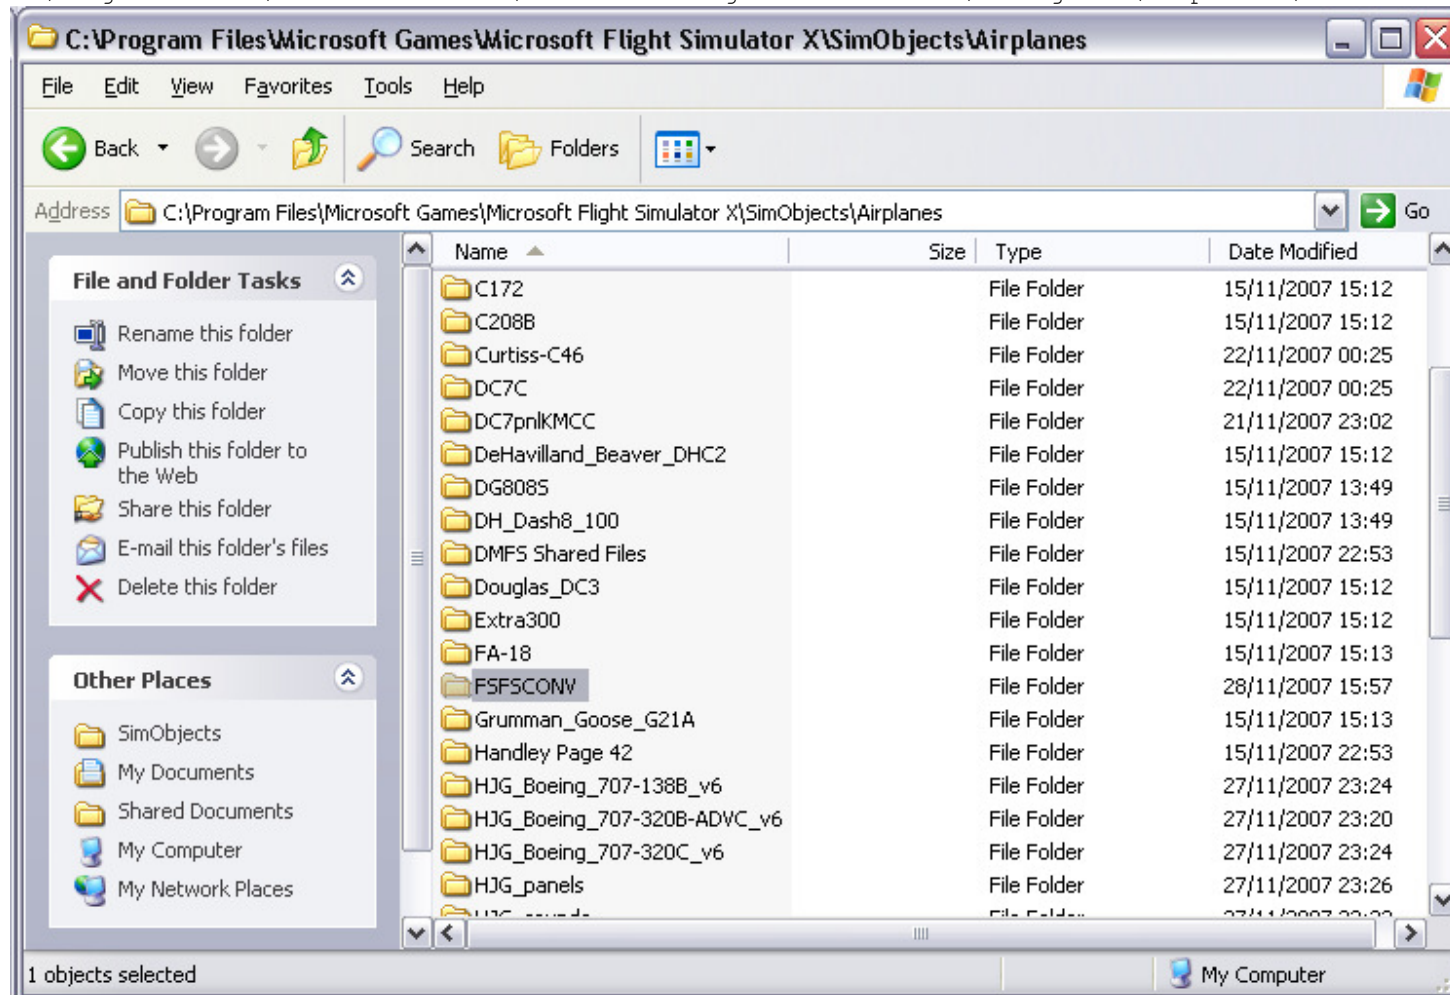 C:\Program Files\Microsoft Games\Microsoft Flight Simulator X\SimObjects\Airplanes
File Edit View Favorites Tools Help
Back Search Folders
Address C:\Program Files\Microsoft Games\Microsoft Flight Simulator X\SimObjects\Airplanes Go
File and Folder Tasks
Rename this folder
Move this folder
Copy this folder
Publish this folder to
the Web
Share this folder
E-mail this folder's files
Delete this folder
Other Places
SimObjects
My Documents
Shared Documents
My Computer
My Network Places
Name Size Type Date Modified
C172 File Folder 15/11/2007 15:12
C208B File Folder 15/11/2007 15:12
Curtiss-C46 File Folder 22/11/2007 00:25
DC7C File Folder 22/11/2007 00:25
DC7pnlKMCC File Folder 21/11/2007 23:02
DeHavilland_Beaver_DHC2 File Folder 15/11/2007 15:12
DG808S File Folder 15/11/2007 13:49
DH_Dash8_100 File Folder 15/11/2007 13:49
DMFS Shared Files File Folder 15/11/2007 22:53
Douglas_DC3 File Folder 15/11/2007 15:12
Extra300 File Folder 15/11/2007 15:12
FA-18 File Folder 15/11/2007 15:13
FSFSCONV File Folder 28/11/2007 15:57
Grumman_Goose_G21A File Folder 15/11/2007 15:13
Handley Page 42 File Folder 15/11/2007 22:53
HJG_Boeing_707-138B_v6 File Folder 27/11/2007 23:24
HJG_Boeing_707-320B-ADVC_v6 File Folder 27/11/2007 23:20
HJG_Boeing_707-320C_v6 File Folder 27/11/2007 23:24
HJG_panels File Folder 27/11/2007 23:26
1 objects selected My Computer